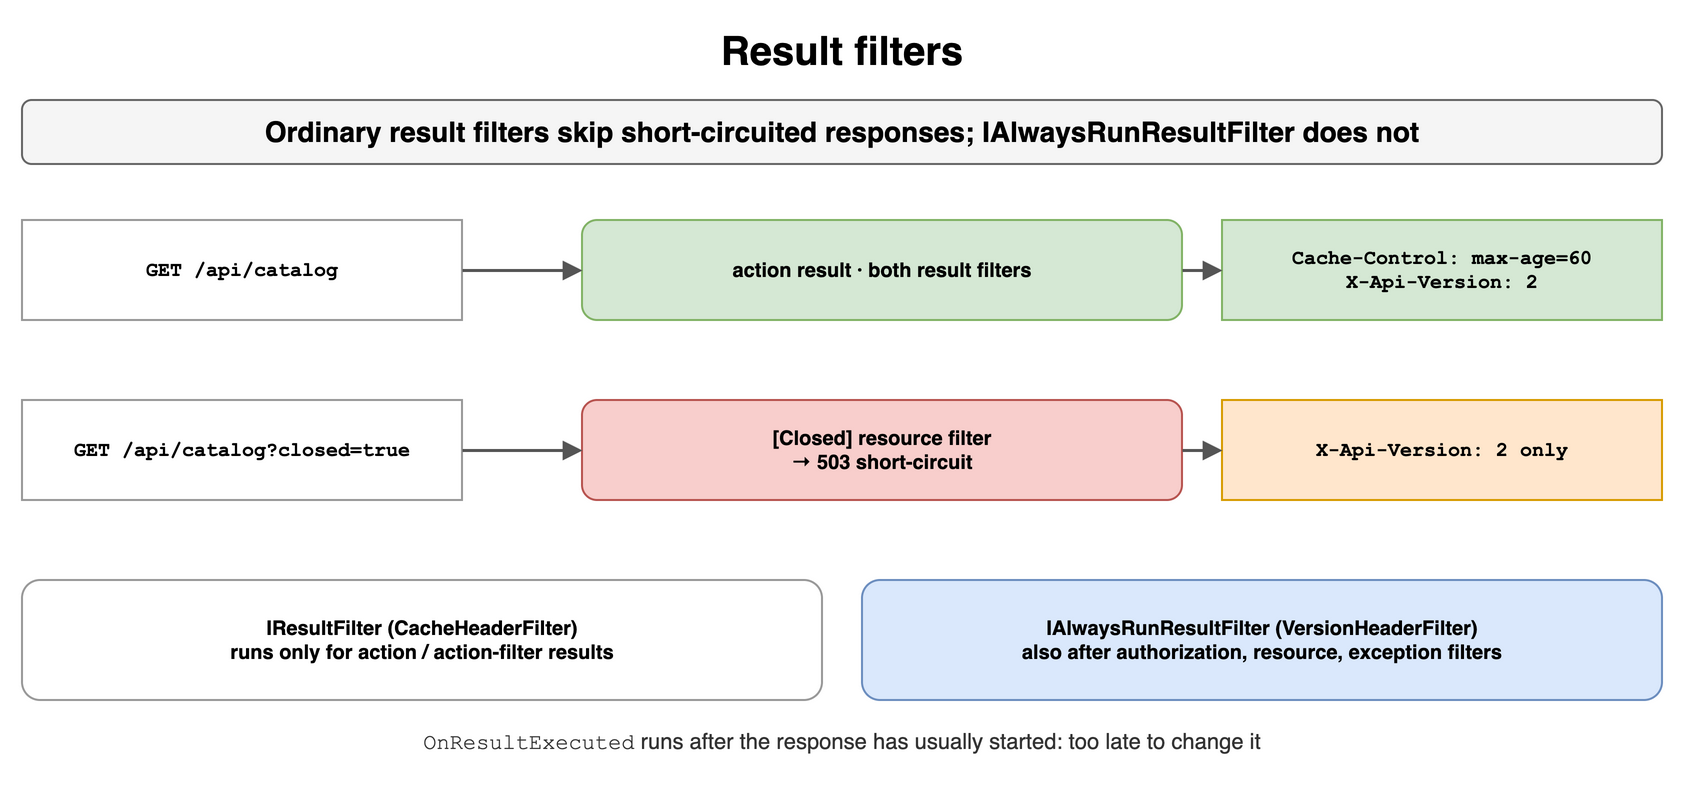 Result filters
Ordinary result filters skip short-circuited responses; IAlwaysRunResultFilter does not
GET /api/catalog
action result · both result filters
Cache-Control: max-age=60
X-Api-Version: 2
GET /api/catalog?closed=true
[Closed] resource filter
→ 503 short-circuit
X-Api-Version: 2 only
IResultFilter (CacheHeaderFilter)
runs only for action / action-filter results
IAlwaysRunResultFilter (VersionHeaderFilter)
also after authorization, resource, exception filters
OnResultExecuted runs after the response has usually started: too late to change it